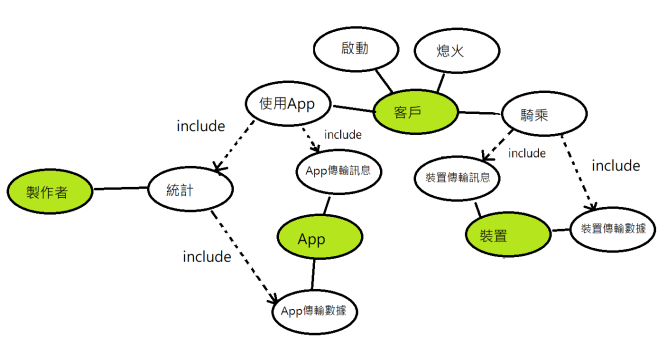 啟動
熄火
使用App
客戶
騎乘
include
include
include
include
App傳輸訊息
裝置傳輸訊息
製作者
統計
App
裝置
裝置傳輸數據
include
App傳輸數據